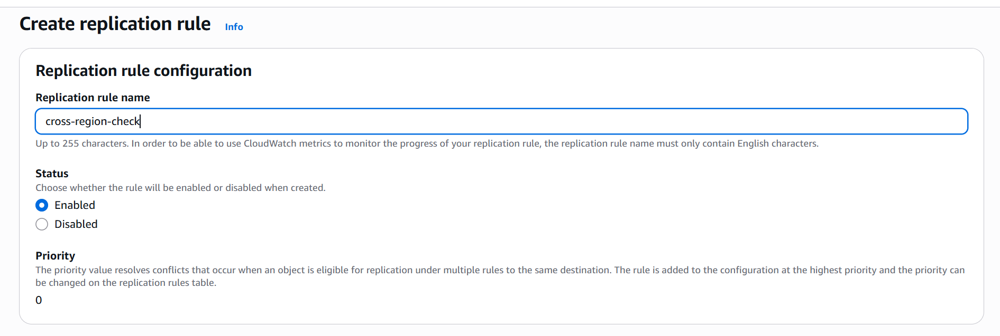 Create replication rule Info
Replication rule configuration
Replication rule name
cross-region-check
Up to 255 characters. In order to be able to use CloudWatch metrics to monitor the progress of your replication rule, the replication rule name must only contain English characters.
Status
Choose whether the rule will be enabled or disabled when created.
Enabled
Disabled
Priority
The priority value resolves conflicts that occur when an object is eligible for replication under multiple rules to the same destination. The rule is added to the configuration at the highest priority and the priority can
be changed on the replication rules table.
0